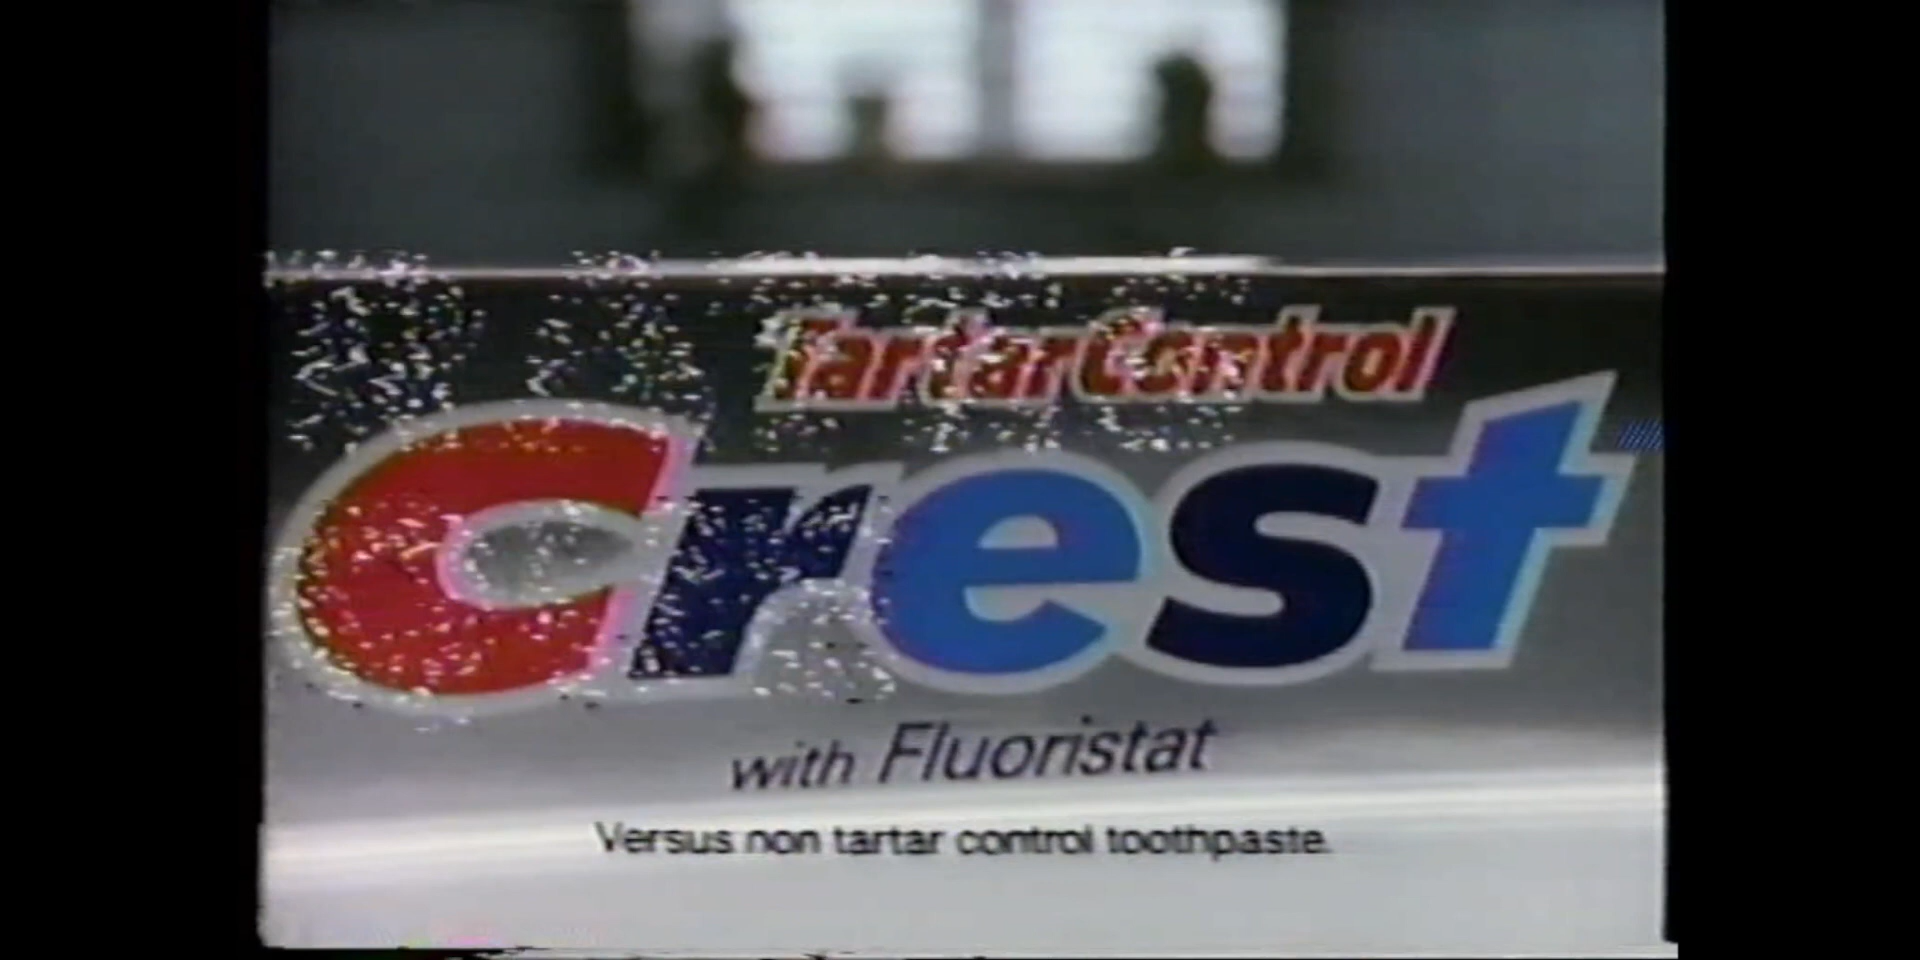 Tartar Control
Crest
with Fluoristat
Versus non tartar control toothpaste.